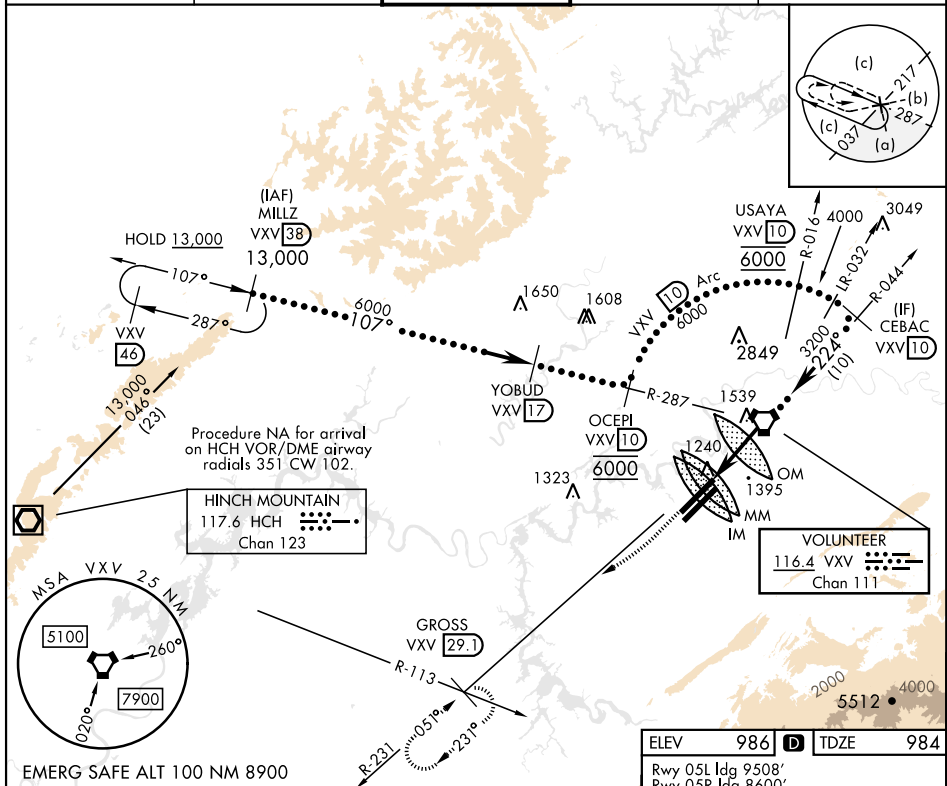 (c)
217
(b)
287
(c)
037
(a)
(IAF)
MILLZ
VXV 38
13,000
HOLD 13,000
107°
287°
VXV
46
13,000
046°
(23)
6000
107°
1650
1608
VXV 10 Arc
6000
USAYA
VXV 10
6000
R-016
4000
3049
LR-032
R-044
(IF)
CEBAC
VXV 10
3200
224°
(10)
2849
YOBUD
VXV 17
R-287
OCEPI
VXV 10
6000
1539
1240
1323
OM
1395
MM
IM
Procedure NA for arrival
on HCH VOR/DME airway
radials 351 CW 102.
HINCH MOUNTAIN
117.6 HCH
Chan 123
VOLUNTEER
116.4 VXV
Chan 111
MSA VXV 25 NM
5100
260°
7900
020°
GROSS
VXV 29.1
R-113
051°
231°
R-231
2000
4000
5512
EMERG SAFE ALT 100 NM 8900
ELEV 986 D TDZE 984
Rwy 05L ldg 9508'
Rwy 05R ldg 8600'